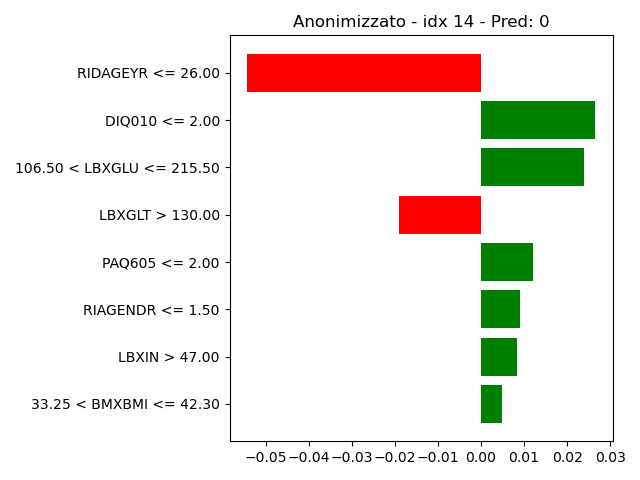 Anonimizzato - idx 14 - Pred: 0
RIDAGEYR <= 26.00
DIQ010 <= 2.00
106.50 < LBXGLU <= 215.50
LBXGLT > 130.00
PAQ605 <= 2.00
RIAGENDR <= 1.50
LBXIN > 47.00
33.25 < BMXBMI <= 42.30
−0.05 −0.04 −0.03 −0.02 −0.01 0.00 0.01 0.02 0.03